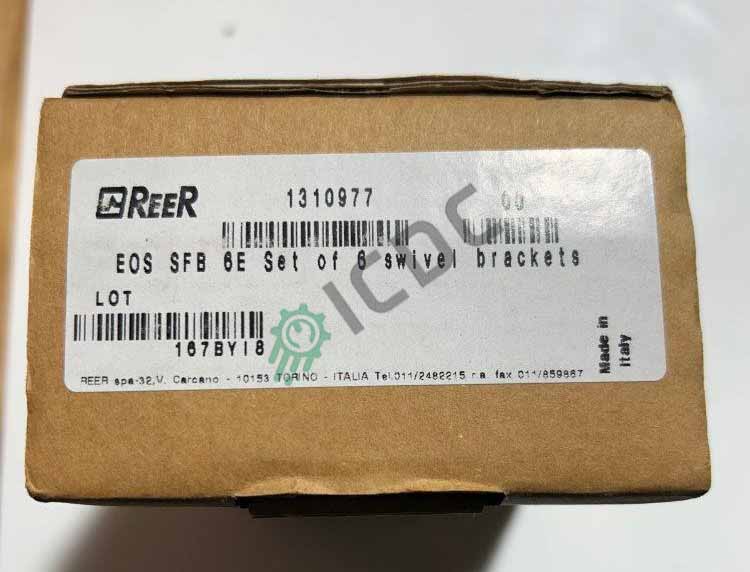 REER 1310977 00
EOS SFB 6E Set of 6 swivel brackets
LOT
167BYI8
Made in
Italy
REER spa-32,V. Carcano - 10153 TORINO - ITALIA Tel.011/2482215 r.a. fax 011/859867
ICDC